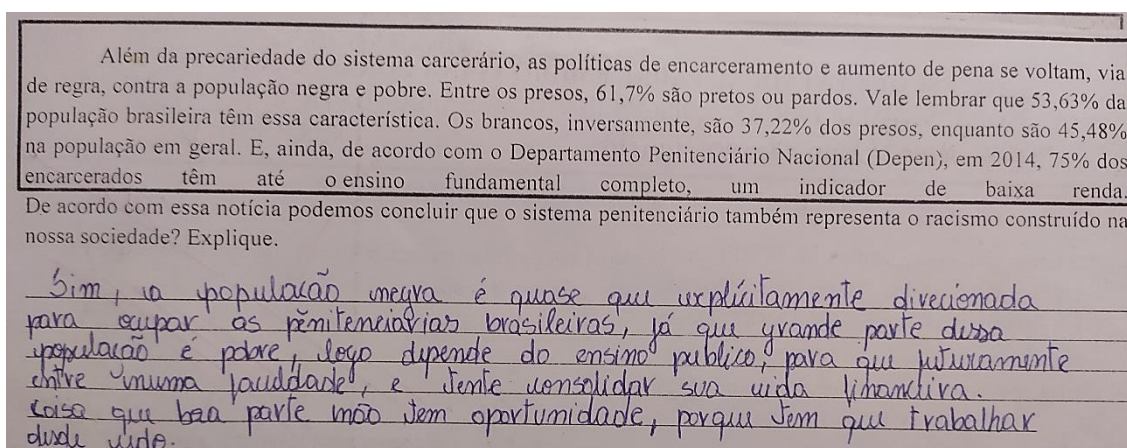 Além da precariedade do sistema carcerário, as políticas de encarceramento e aumento de pena se voltam, via
de regra, contra a população negra e pobre. Entre os presos, 61,7% são pretos ou pardos. Vale lembrar que 53,63% da
população brasileira têm essa característica. Os brancos, inversamente, são 37,22% dos presos, enquanto são 45,48%
na população em geral. E, ainda, de acordo com o Departamento Penitenciário Nacional (Depen), em 2014, 75% dos
encarcerados têm até o ensino fundamental completo, um indicador de baixa renda.
De acordo com essa notícia podemos concluir que o sistema penitenciário também representa o racismo construído na
nossa sociedade? Explique.
Sim, a população negra é quase que explícitamente direcionada
para ocupar as penitenciárias brasileiras, já que grande parte dessa
população é pobre, logo depende do ensino publico, para que futuramente
entre numa faculdade, e tente consolidar sua vida financeira.
Coisa que boa parte não tem oportunidade, porque tem que trabalhar
desde cedo.